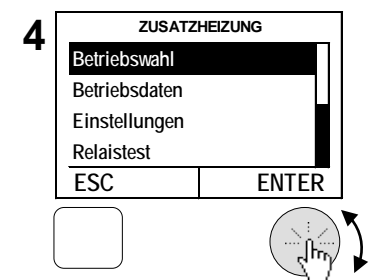 4
ZUSATZHEIZUNG
Betriebswahl
Betriebsdaten
Einstellungen
Relaistest
ESC ENTER